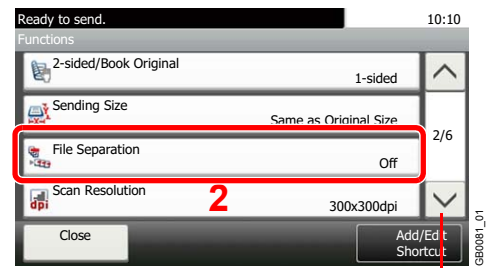 Ready to send. 10:10
Functions
2-sided/Book Original
1-sided
Sending Size
Same as Original Size
2/6
File Separation
Off
Scan Resolution
dpi
2
300x300dpi
Close
Add/Edit
Shortcut
GB0081_01